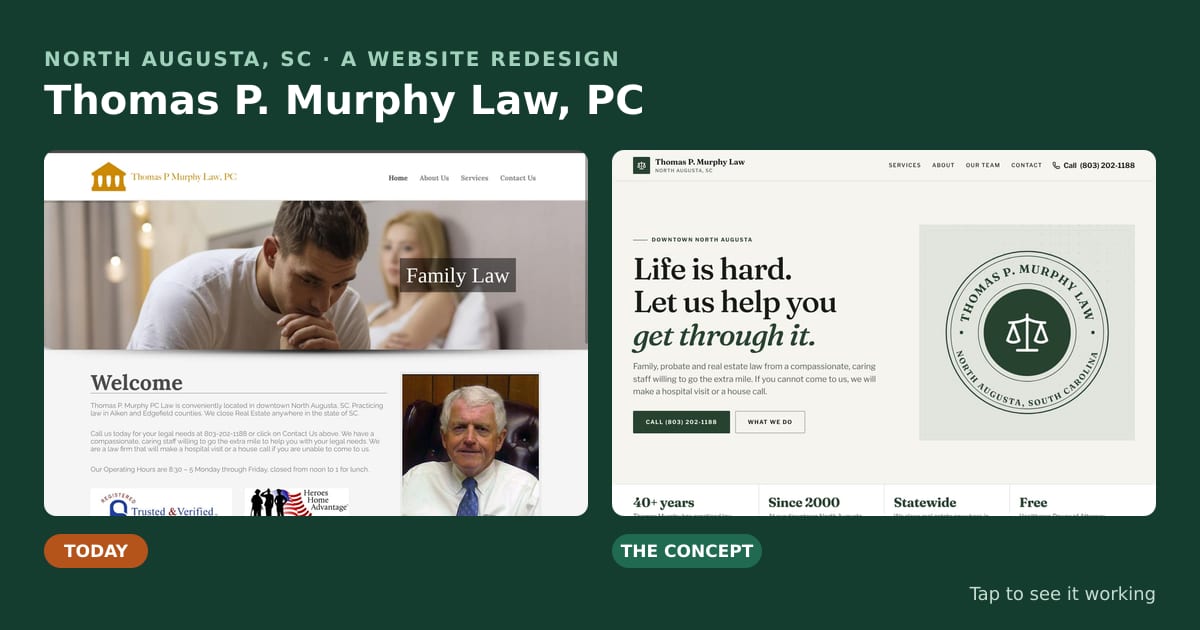 NORTH AUGUSTA, SC · A WEBSITE REDESIGN
Thomas P. Murphy Law, PC
Thomas P Murphy Law, PC
Home About Us Services Contact Us
Family Law
Welcome
Thomas P. Murphy PC Law is conveniently located in downtown North Augusta, SC. Practicing
law in Aiken and Edgefield counties. We close Real Estate anywhere in the state of SC.
Call us today for your legal needs at 803-202-1188 or click on Contact Us above. We have a
compassionate, caring staff willing to go the extra mile to help you with your legal needs. We
are a law firm that will make a hospital visit or a house call if you are unable to come to us.
Our Operating Hours are 8:30 – 5 Monday through Friday, closed from noon to 1 for lunch.
REGISTERED
Trusted & Verified
Heroes
Home
Advantage
TODAY
Thomas P. Murphy Law
NORTH AUGUSTA, SC
SERVICES ABOUT OUR TEAM CONTACT Call (803) 202-1188
DOWNTOWN NORTH AUGUSTA
Life is hard.
Let us help you
get through it.
Family, probate and real estate law from a compassionate, caring
staff willing to go the extra mile. If you cannot come to us, we will
make a hospital visit or a house call.
CALL (803) 202-1188 WHAT WE DO
THOMAS P. MURPHY LAW
NORTH AUGUSTA, SOUTH CAROLINA
40+ years Since 2000 Statewide Free
THE CONCEPT
Tap to see it working